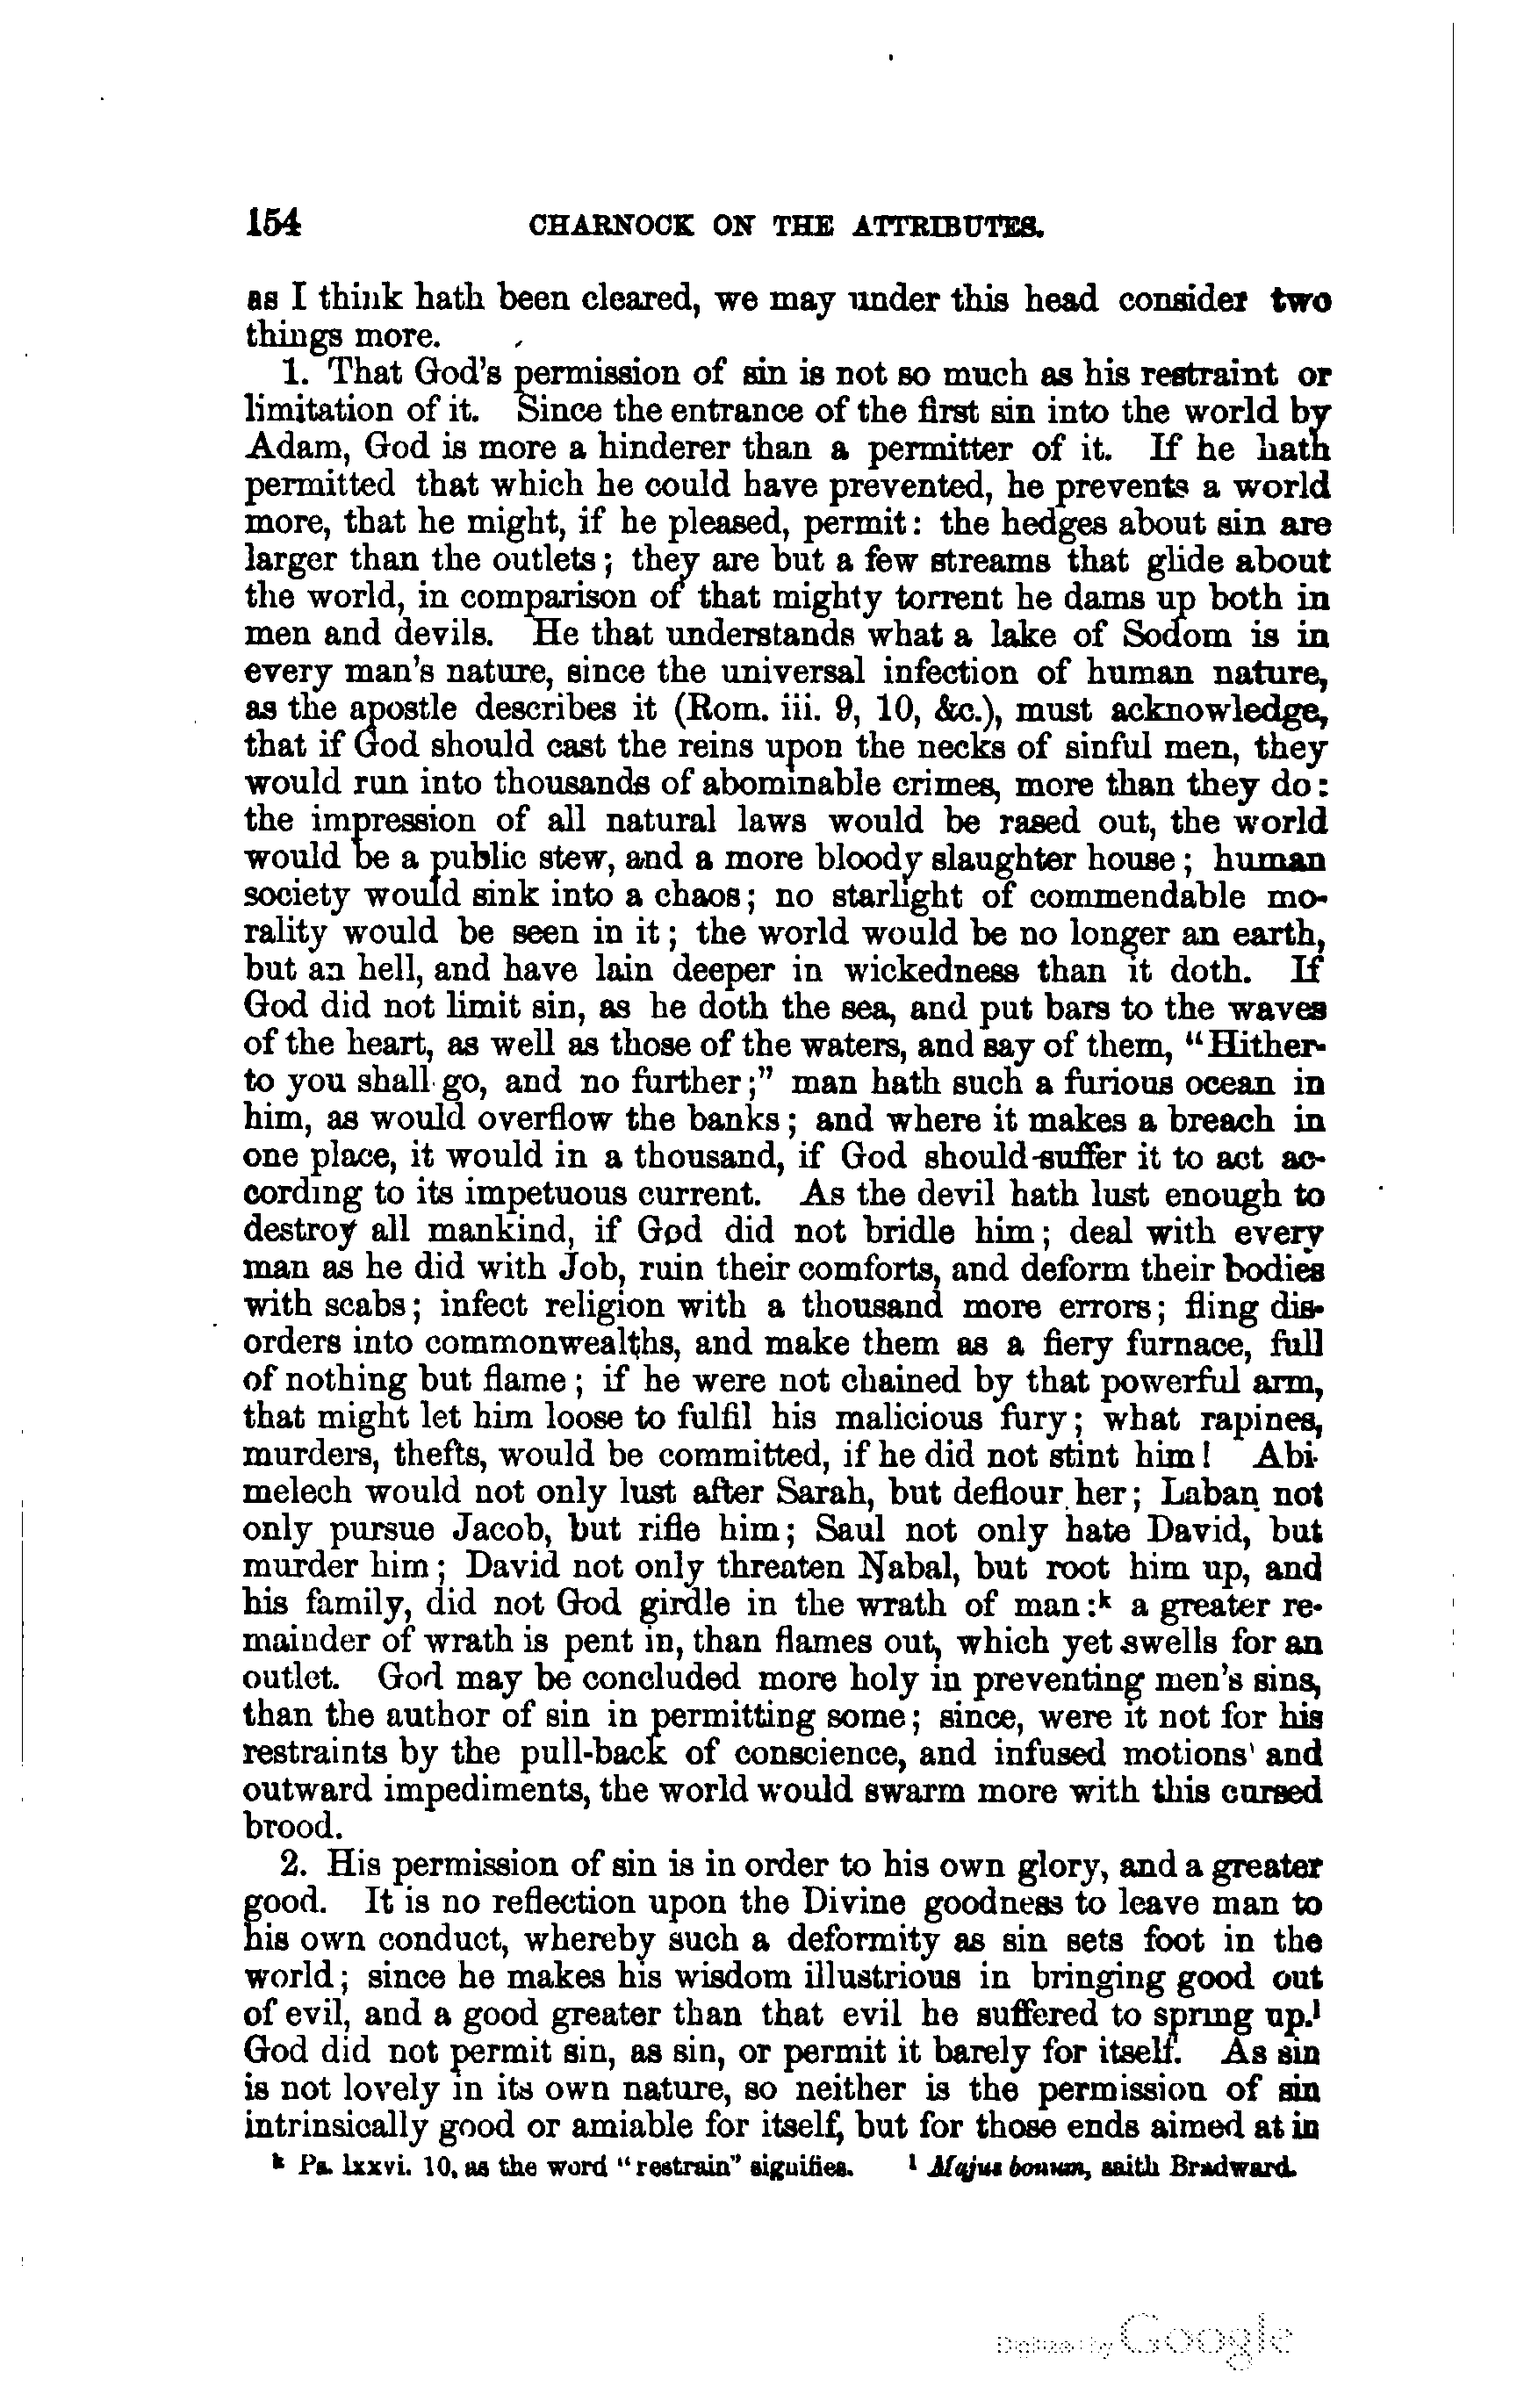 154 CHARNOCK ON THE ATTRIBUTES.
as I think hath been cleared, we may under this head consider two
things more.
1. That God's permission of sin is not so much as his restraint or
limitation of it. Since the entrance of the first sin into the world by
Adam, God is more a hinderer than a permitter of it. If he hath
permitted that which he could have prevented, he prevents a world
more, that he might, if he pleased, permit: the hedges about sin are
larger than the outlets; they are but a few streams that glide about
the world, in comparison of that mighty torrent he dams up both in
men and devils. He that understands what a lake of Sodom is in
every man's nature, since the universal infection of human nature,
as the apostle describes it (Rom. iii. 9, 10, &c.), must acknowledge,
that if God should cast the reins upon the necks of sinful men, they
would run into thousands of abominable crimes, more than they do:
the impression of all natural laws would be rased out, the world
would be a public stew, and a more bloody slaughter house; human
society would sink into a chaos; no starlight of commendable mo-
rality would be seen in it; the world would be no longer an earth,
but an hell, and have lain deeper in wickedness than it doth. If
God did not limit sin, as he doth the sea, and put bars to the waves
of the heart, as well as those of the waters, and say of them, "Hither-
to you shall go, and no further;" man hath such a furious ocean in
him, as would overflow the banks; and where it makes a breach in
one place, it would in a thousand, if God should suffer it to act ac-
cording to its impetuous current. As the devil hath lust enough to
destroy all mankind, if God did not bridle him; deal with every
man as he did with Job, ruin their comforts, and deform their bodies
with scabs; infect religion with a thousand more errors; fling dis-
orders into commonwealths, and make them as a fiery furnace, full
of nothing but flame; if he were not chained by that powerful arm,
that might let him loose to fulfil his malicious fury; what rapines,
murders, thefts, would be committed, if he did not stint him! Abi-
melech would not only lust after Sarah, but deflour her; Laban not
only pursue Jacob, but rifle him; Saul not only hate David, but
murder him; David not only threaten Nabal, but root him up, and
his family, did not God girdle in the wrath of man:k a greater re-
mainder of wrath is pent in, than flames out, which yet swells for an
outlet. God may be concluded more holy in preventing men's sins,
than the author of sin in permitting some; since, were it not for his
restraints by the pull-back of conscience, and infused motions and
outward impediments, the world would swarm more with this cursed
brood.
2. His permission of sin is in order to his own glory, and a greater
good. It is no reflection upon the Divine goodness to leave man to
his own conduct, whereby such a deformity as sin sets foot in the
world; since he makes his wisdom illustrious in bringing good out
of evil, and a good greater than that evil he suffered to spring up.l
God did not permit sin, as sin, or permit it barely for itself. As sin
is not lovely in its own nature, so neither is the permission of sin
intrinsically good or amiable for itself, but for those ends aimed at in
k Ps. lxxvi. 10, as the word "restrain" signifies. l Majus bonum, saith Bradward.
Digitized by Google